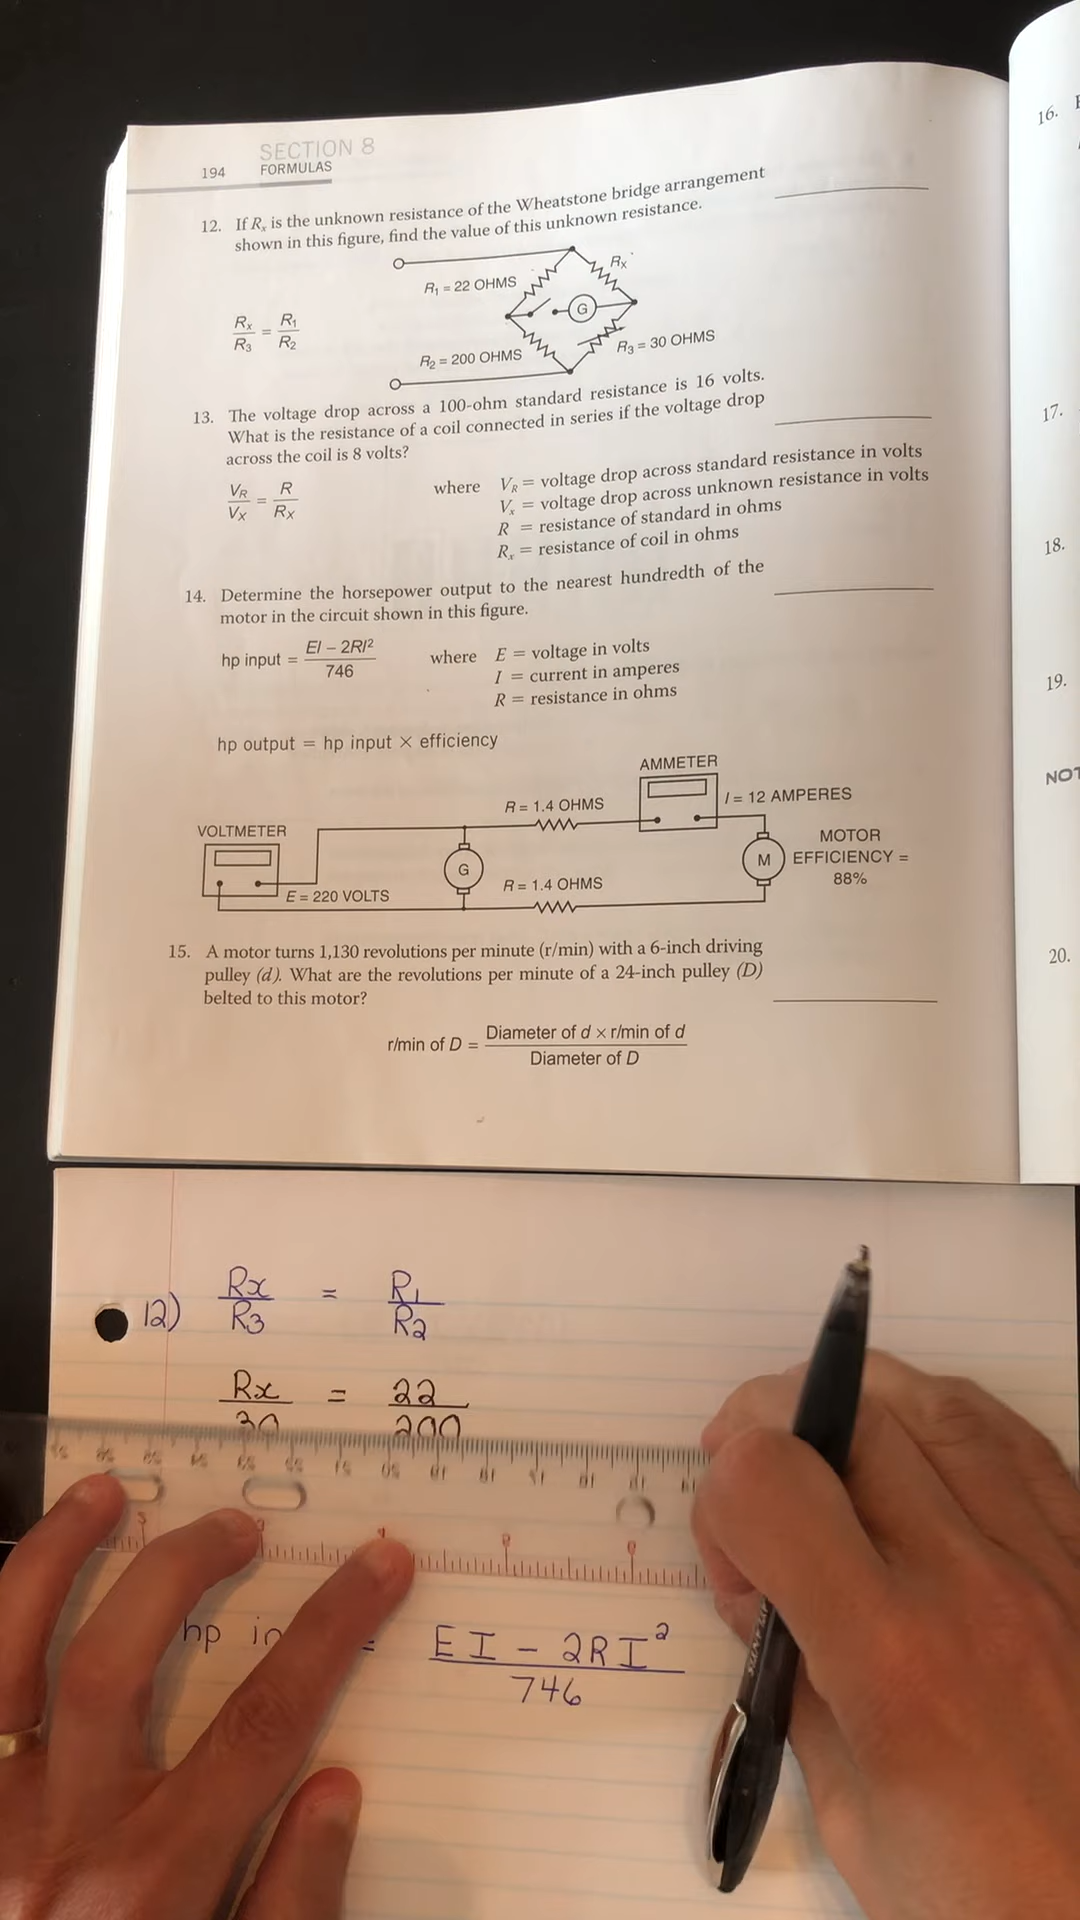 SECTION 8
194 FORMULAS
12. If Rx is the unknown resistance of the Wheatstone bridge arrangement
shown in this figure, find the value of this unknown resistance.
Rx
R1 = 22 OHMS
G
Rx/R3 = R1/R2
R2 = 200 OHMS
R3 = 30 OHMS
13. The voltage drop across a 100-ohm standard resistance is 16 volts.
What is the resistance of a coil connected in series if the voltage drop
across the coil is 8 volts?
VR/VX = R/RX
where VR = voltage drop across standard resistance in volts
Vx = voltage drop across unknown resistance in volts
R = resistance of standard in ohms
Rx = resistance of coil in ohms
14. Determine the horsepower output to the nearest hundredth of the
motor in the circuit shown in this figure.
hp input = EI – 2RI²/746
where E = voltage in volts
I = current in amperes
R = resistance in ohms
hp output = hp input × efficiency
AMMETER
R = 1.4 OHMS
I = 12 AMPERES
VOLTMETER
MOTOR
EFFICIENCY =
88%
G
M
R = 1.4 OHMS
E = 220 VOLTS
15. A motor turns 1,130 revolutions per minute (r/min) with a 6-inch driving
pulley (d). What are the revolutions per minute of a 24-inch pulley (D)
belted to this motor?
r/min of D = Diameter of d × r/min of d
Diameter of D
16.
17.
18.
19.
NOT
20.
12) Rx/R3 = R1/R2
Rx/30 = 22/200
hp in = EI - 2RI²
746